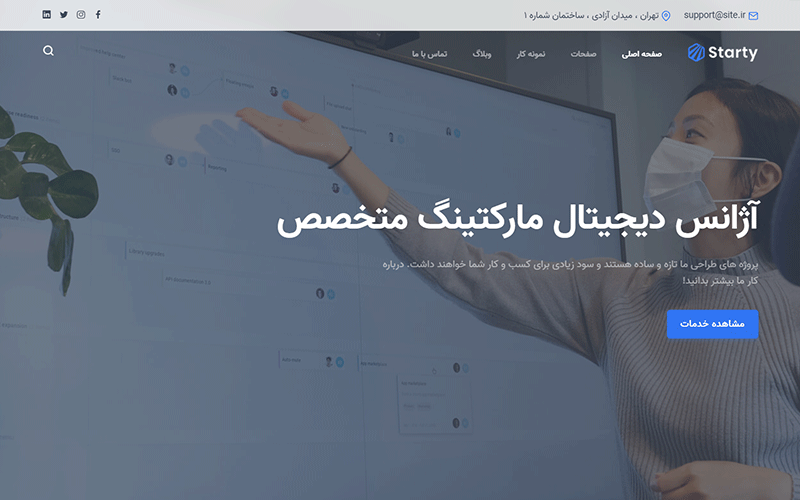 support@site.ir
تهران ، میدان آزادی ، ساختمان شماره ۱
Starty
صفحه اصلی
صفحات
نمونه کار
وبلاگ
تماس با ما
آژانس دیجیتال مارکتینگ متخصص
پروژه های طراحی ما تازه و ساده هستند و سود زیادی برای کسب و کار شما خواهند داشت. درباره
کار ما بیشتر بدانید!
مشاهده خدمات